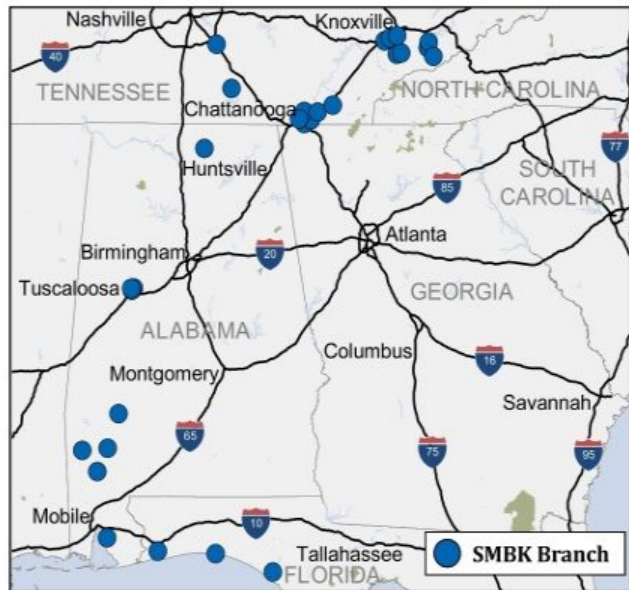 Nashville
Knoxville
40
TENNESSEE
NORTH CAROLINA
Chattanooga
77
Huntsville
SOUTH
CAROLINA
85
Birmingham
Atlanta
20
Tuscaloosa
GEORGIA
ALABAMA
Columbus
16
Montgomery
Savannah
65
75
95
Mobile
10
Tallahassee
FLORIDA
SMBK Branch